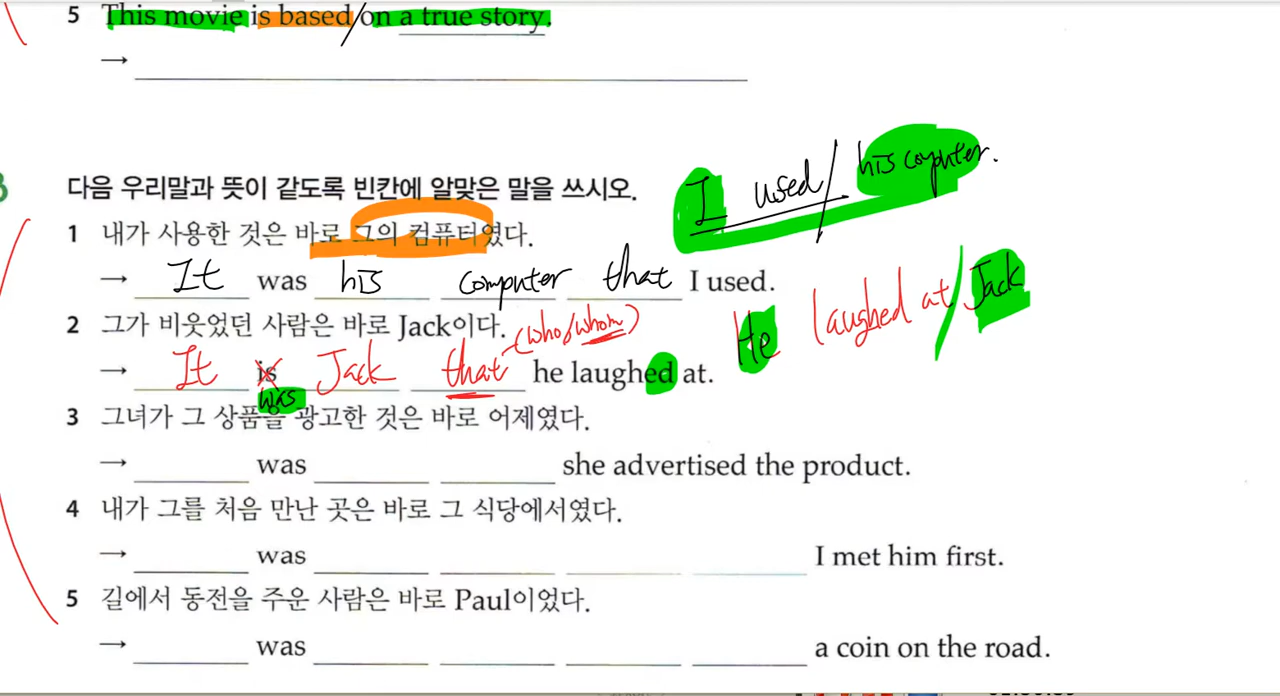 5 This movie is based/on a true story.
→
다음 우리말과 뜻이 같도록 빈칸에 알맞은 말을 쓰시오.
I used/his computer.
1 내가 사용한 것은 바로 그의 컴퓨터였다.
→ It was his computer that I used.
2 그가 비웃었던 사람은 바로 Jack이다.
(who/whom)
He laughed at/Jack
→ It is Jack that he laughed at.
was
3 그녀가 그 상품을 광고한 것은 바로 어제였다.
→ was she advertised the product.
4 내가 그를 처음 만난 곳은 바로 그 식당에서였다.
→ was I met him first.
5 길에서 동전을 주운 사람은 바로 Paul이었다.
→ was a coin on the road.